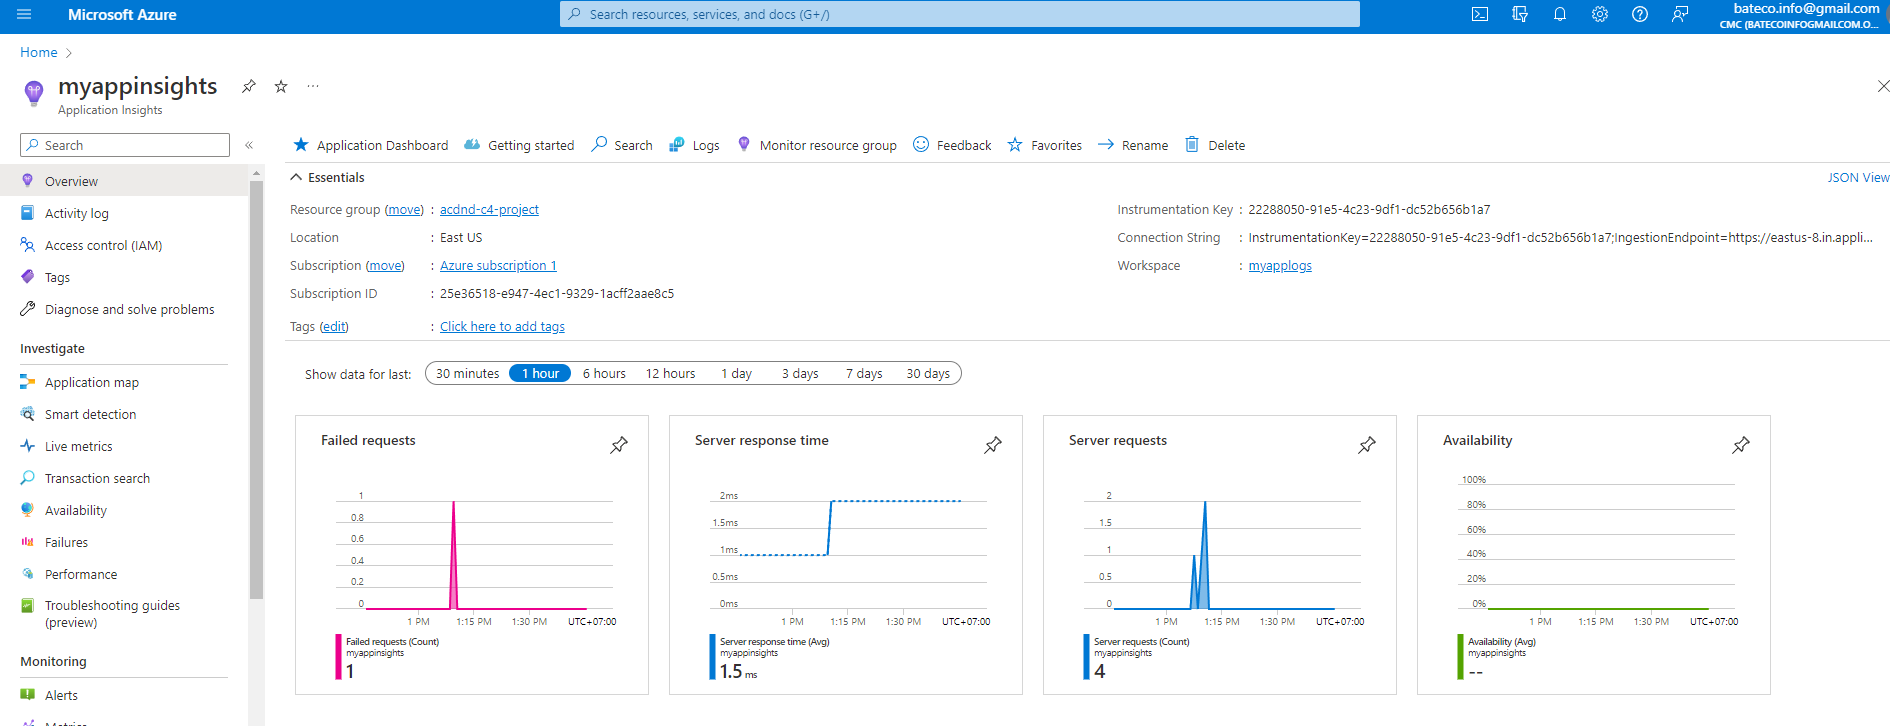 Microsoft Azure
Search resources, services, and docs (G+/)
bateco.info@gmail.com
CMC (BATECOINFOGMAILCOM.O...
Home
myappinsights
Application Insights
Search
Overview
Activity log
Access control (IAM)
Tags
Diagnose and solve problems
Investigate
Application map
Smart detection
Live metrics
Transaction search
Availability
Failures
Performance
Troubleshooting guides
(preview)
Monitoring
Alerts
Metrics
Application Dashboard Getting started Search Logs Monitor resource group Feedback Favorites Rename Delete
Essentials
JSON View
Resource group (move) : acdnd-c4-project
Location : East US
Subscription (move) : Azure subscription 1
Subscription ID : 25e36518-e947-4ec1-9329-1acff2aae8c5
Tags (edit) : Click here to add tags
Instrumentation Key : 22288050-91e5-4c23-9df1-dc52b656b1a7
Connection String : InstrumentationKey=22288050-91e5-4c23-9df1-dc52b656b1a7;IngestionEndpoint=https://eastus-8.in.appli...
Workspace : myapplogs
Show data for last: 30 minutes 1 hour 6 hours 12 hours 1 day 3 days 7 days 30 days
Failed requests
1
0.8
0.6
0.4
0.2
0
1 PM 1:15 PM 1:30 PM UTC+07:00
Failed requests (Count)
myappinsights
1
Server response time
2ms
1.5ms
1ms
0.5ms
0ms
1 PM 1:15 PM 1:30 PM UTC+07:00
Server response time (Avg)
myappinsights
1.5 ms
Server requests
2
1.5
1
0.5
0
1 PM 1:15 PM 1:30 PM UTC+07:00
Server requests (Count)
myappinsights
4
Availability
100%
80%
60%
40%
20%
0%
1 PM 1:15 PM 1:30 PM UTC+07:00
Availability (Avg)
myappinsights
--